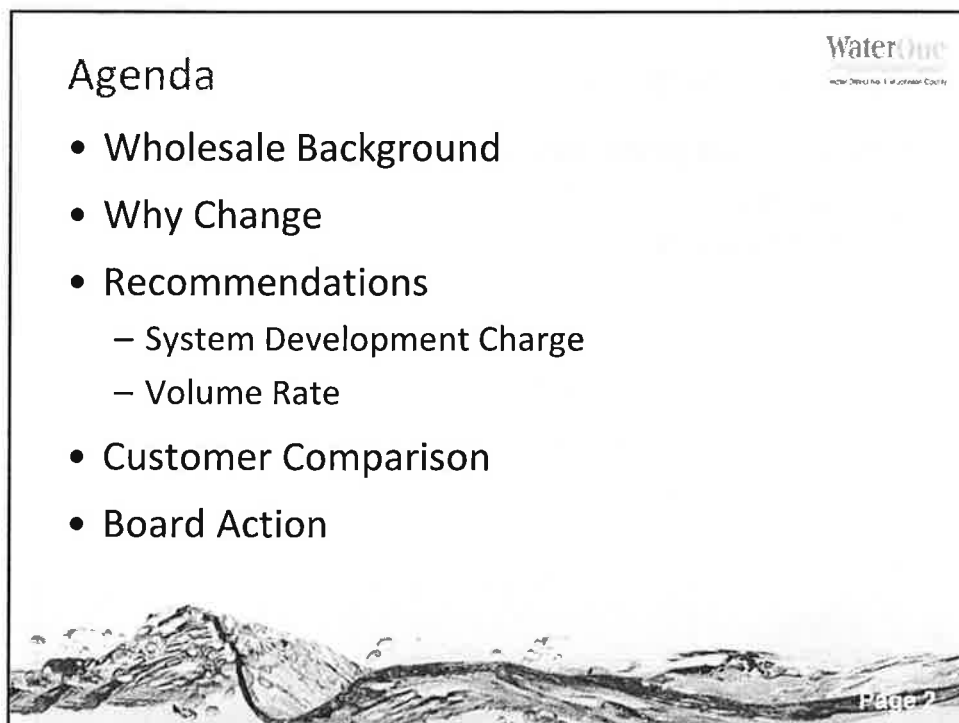 WaterOne
Agenda
• Wholesale Background
• Why Change
• Recommendations
– System Development Charge
– Volume Rate
• Customer Comparison
• Board Action
Page 2